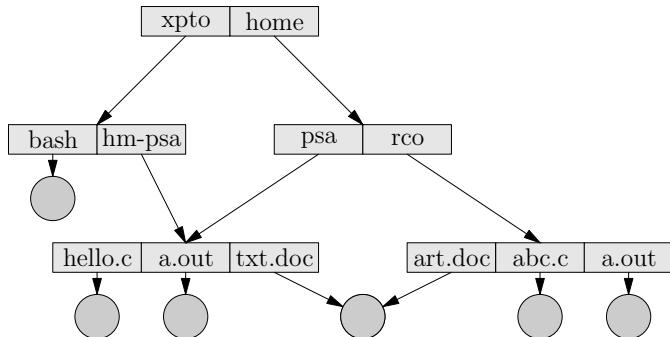 xpto home
bash hm-psa psa rco
hello.c a.out txt.doc art.doc abc.c a.out